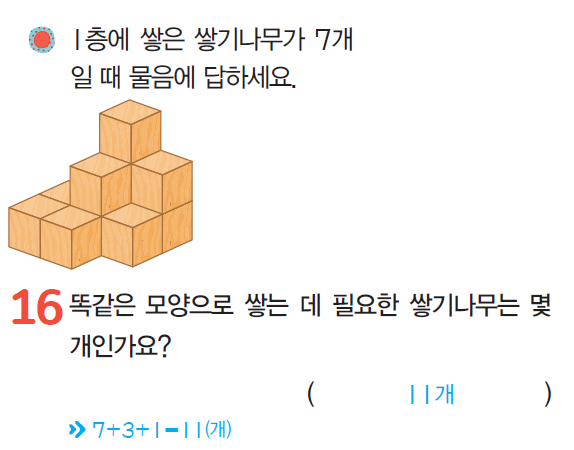 1층에 쌓은 쌓기나무가 7개
일 때 물음에 답하세요.
16 똑같은 모양으로 쌓는 데 필요한 쌓기나무는 몇
개인가요?
( 11개 )
» 7+3+1=11(개)